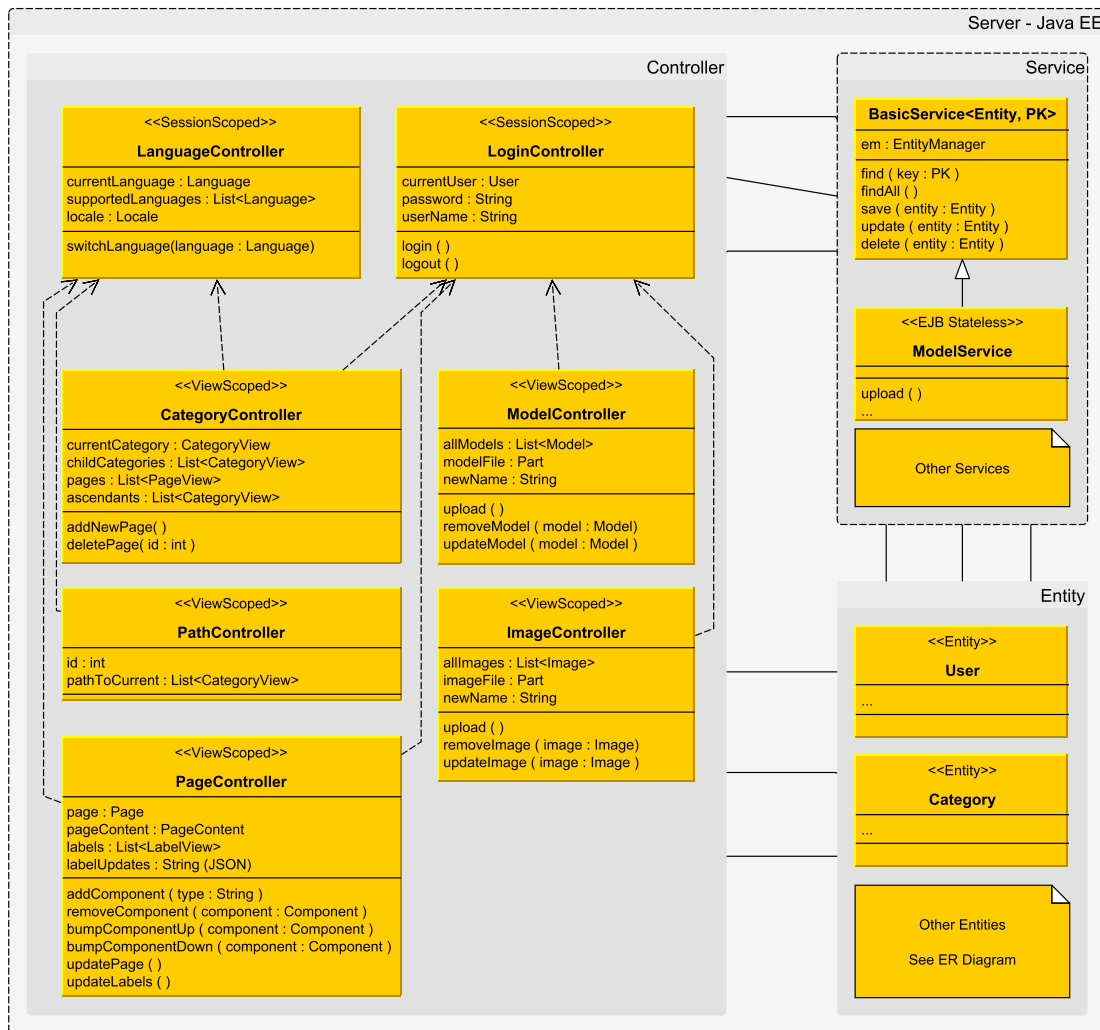 Server - Java EE
Controller
<<SessionScoped>>
LanguageController
currentLanguage : Language
supportedLanguages : List<Language>
locale : Locale
switchLanguage(language : Language)
<<SessionScoped>>
LoginController
currentUser : User
password : String
userName : String
login ( )
logout ( )
<<ViewScoped>>
CategoryController
currentCategory : CategoryView
childCategories : List<CategoryView>
pages : List<PageView>
ascendants : List<CategoryView>
addNewPage( )
deletePage( id : int )
<<ViewScoped>>
ModelController
allModels : List<Model>
modelFile : Part
newName : String
upload ( )
removeModel ( model : Model)
updateModel ( model : Model )
<<ViewScoped>>
PathController
id : int
pathToCurrent : List<CategoryView>
<<ViewScoped>>
ImageController
allImages : List<Image>
imageFile : Part
newName : String
upload ( )
removeImage ( image : Image)
updateImage ( image : Image )
<<ViewScoped>>
PageController
page : Page
pageContent : PageContent
labels : List<LabelView>
labelUpdates : String (JSON)
addComponent ( type : String )
removeComponent ( component : Component )
bumpComponentUp ( component : Component )
bumpComponentDown ( component : Component )
updatePage ( )
updateLabels ( )
Service
BasicService<Entity, PK>
em : EntityManager
find ( key : PK )
findAll ( )
save ( entity : Entity )
update ( entity : Entity )
delete ( entity : Entity )
<<EJB Stateless>>
ModelService
upload ( )
...
Other Services
Entity
<<Entity>>
User
...
<<Entity>>
Category
...
Other Entities
See ER Diagram